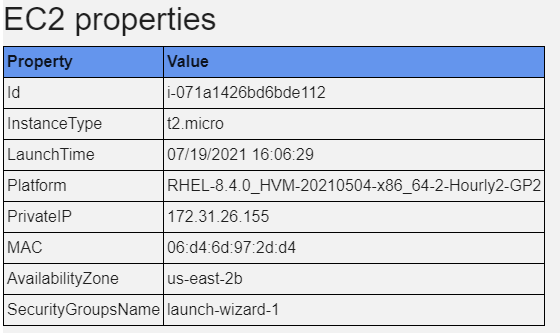 EC2 properties
Property Value
Id i-071a1426bd6bde112
InstanceType t2.micro
LaunchTime 07/19/2021 16:06:29
Platform RHEL-8.4.0_HVM-20210504-x86_64-2-Hourly2-GP2
PrivateIP 172.31.26.155
MAC 06:d4:6d:97:2d:d4
AvailabilityZone us-east-2b
SecurityGroupsName launch-wizard-1